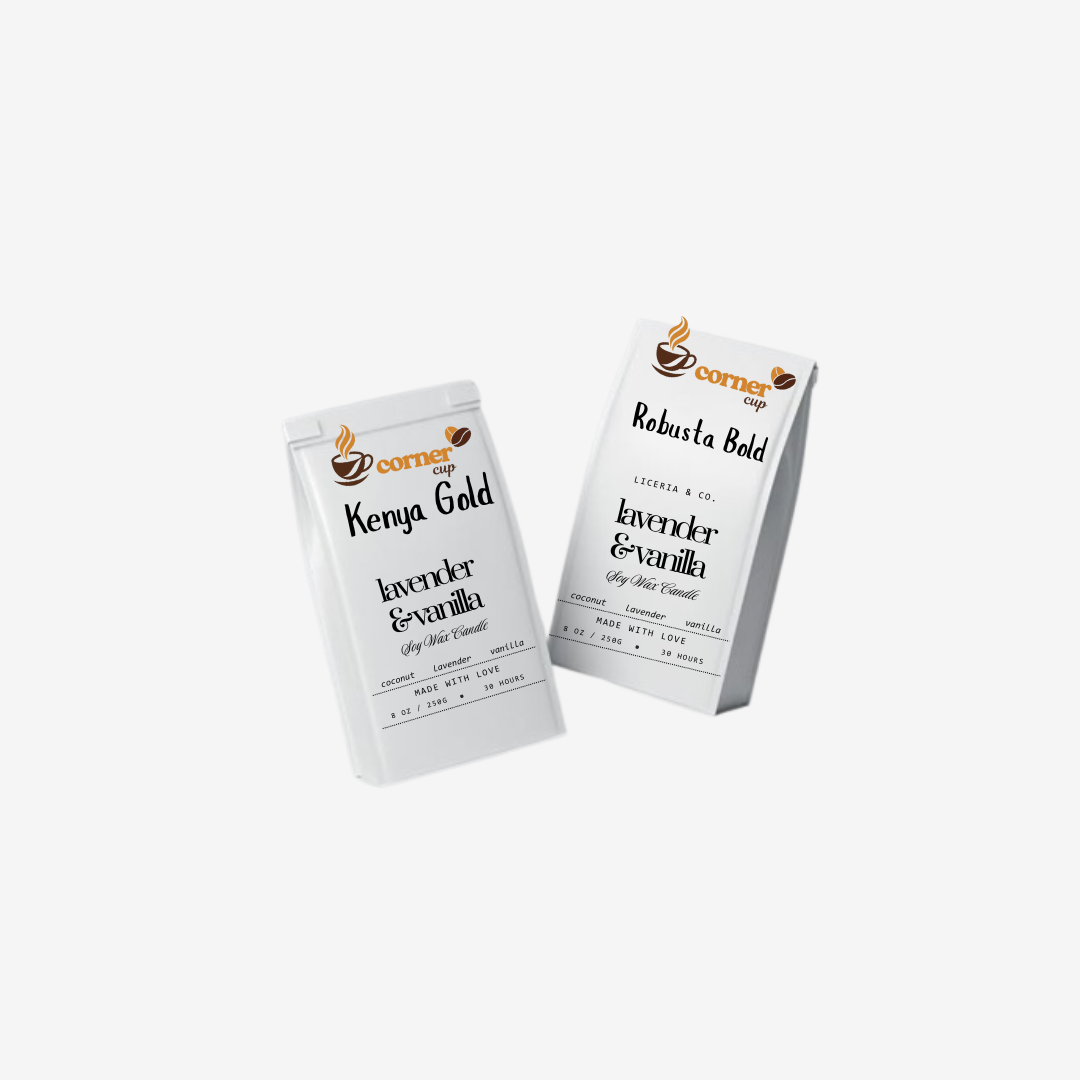 corner
cup
Kenya Gold
lavender
&vanilla
Soy Wax Candle
coconut lavender vanilla
MADE WITH LOVE
8 OZ / 250G • 30 HOURS
corner
cup
Robusta Bold
LICERIA & CO.
lavender
&vanilla
Soy Wax Candle
coconut lavender vanilla
MADE WITH LOVE
8 OZ / 250G • 30 HOURS